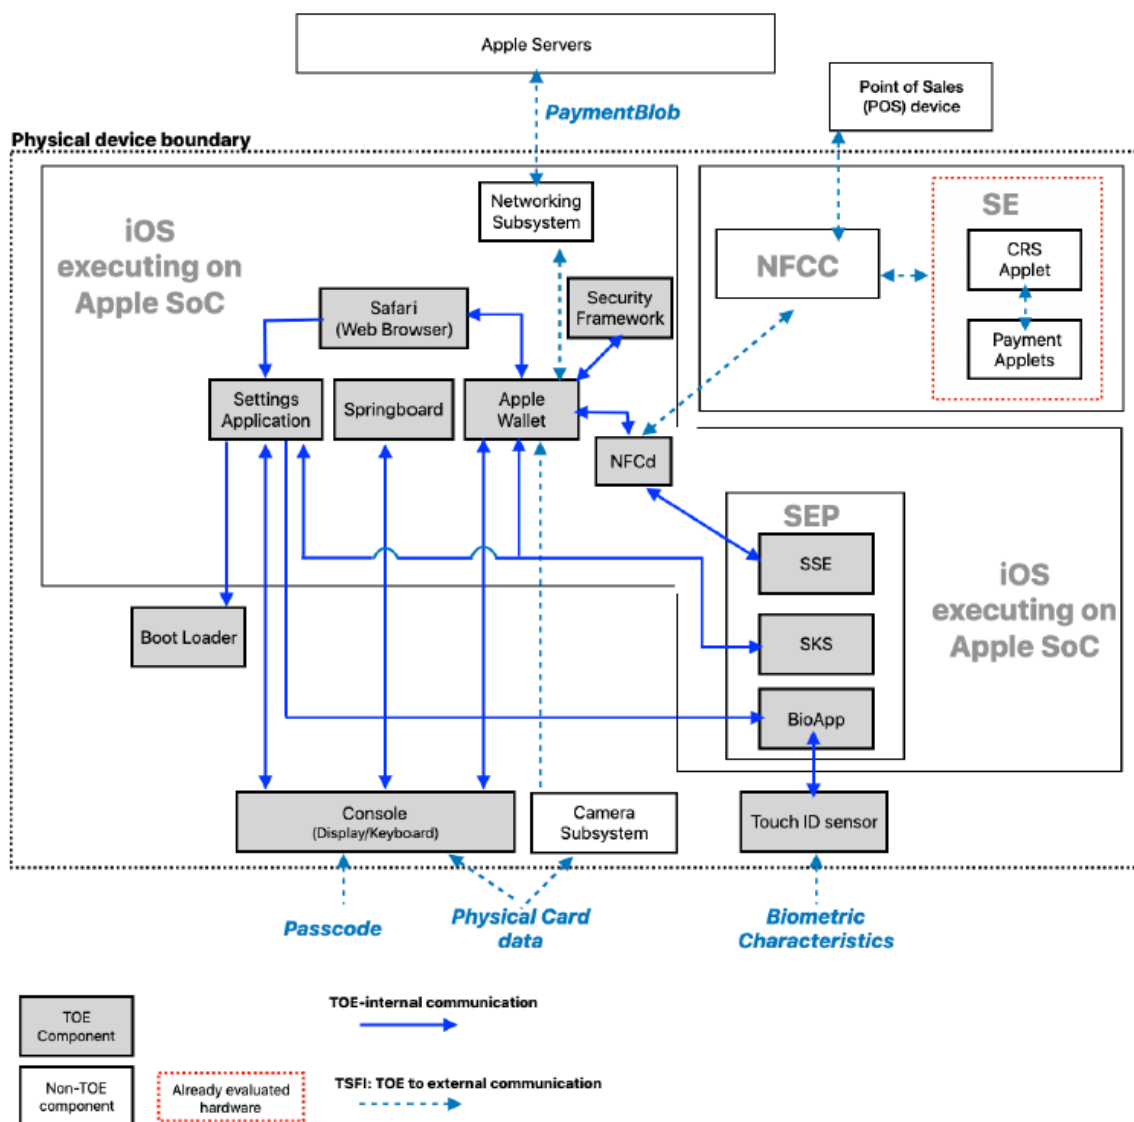 Apple Servers
Point of Sales
(POS) device
PaymentBlob
Physical device boundary
iOS
executing on
Apple SoC
Networking
Subsystem
SE
NFCC
CRS
Applet
Payment
Applets
Safari
(Web Browser)
Security
Framework
Settings
Application
Springboard
Apple
Wallet
NFCd
SEP
SSE
iOS
executing on
Apple SoC
Boot Loader
SKS
BioApp
Console
(Display/Keyboard)
Camera
Subsystem
Touch ID sensor
Passcode
Physical Card
data
Biometric
Characteristics
TOE
Component
TOE-internal communication
Non-TOE
component
Already evaluated
hardware
TSFI: TOE to external communication